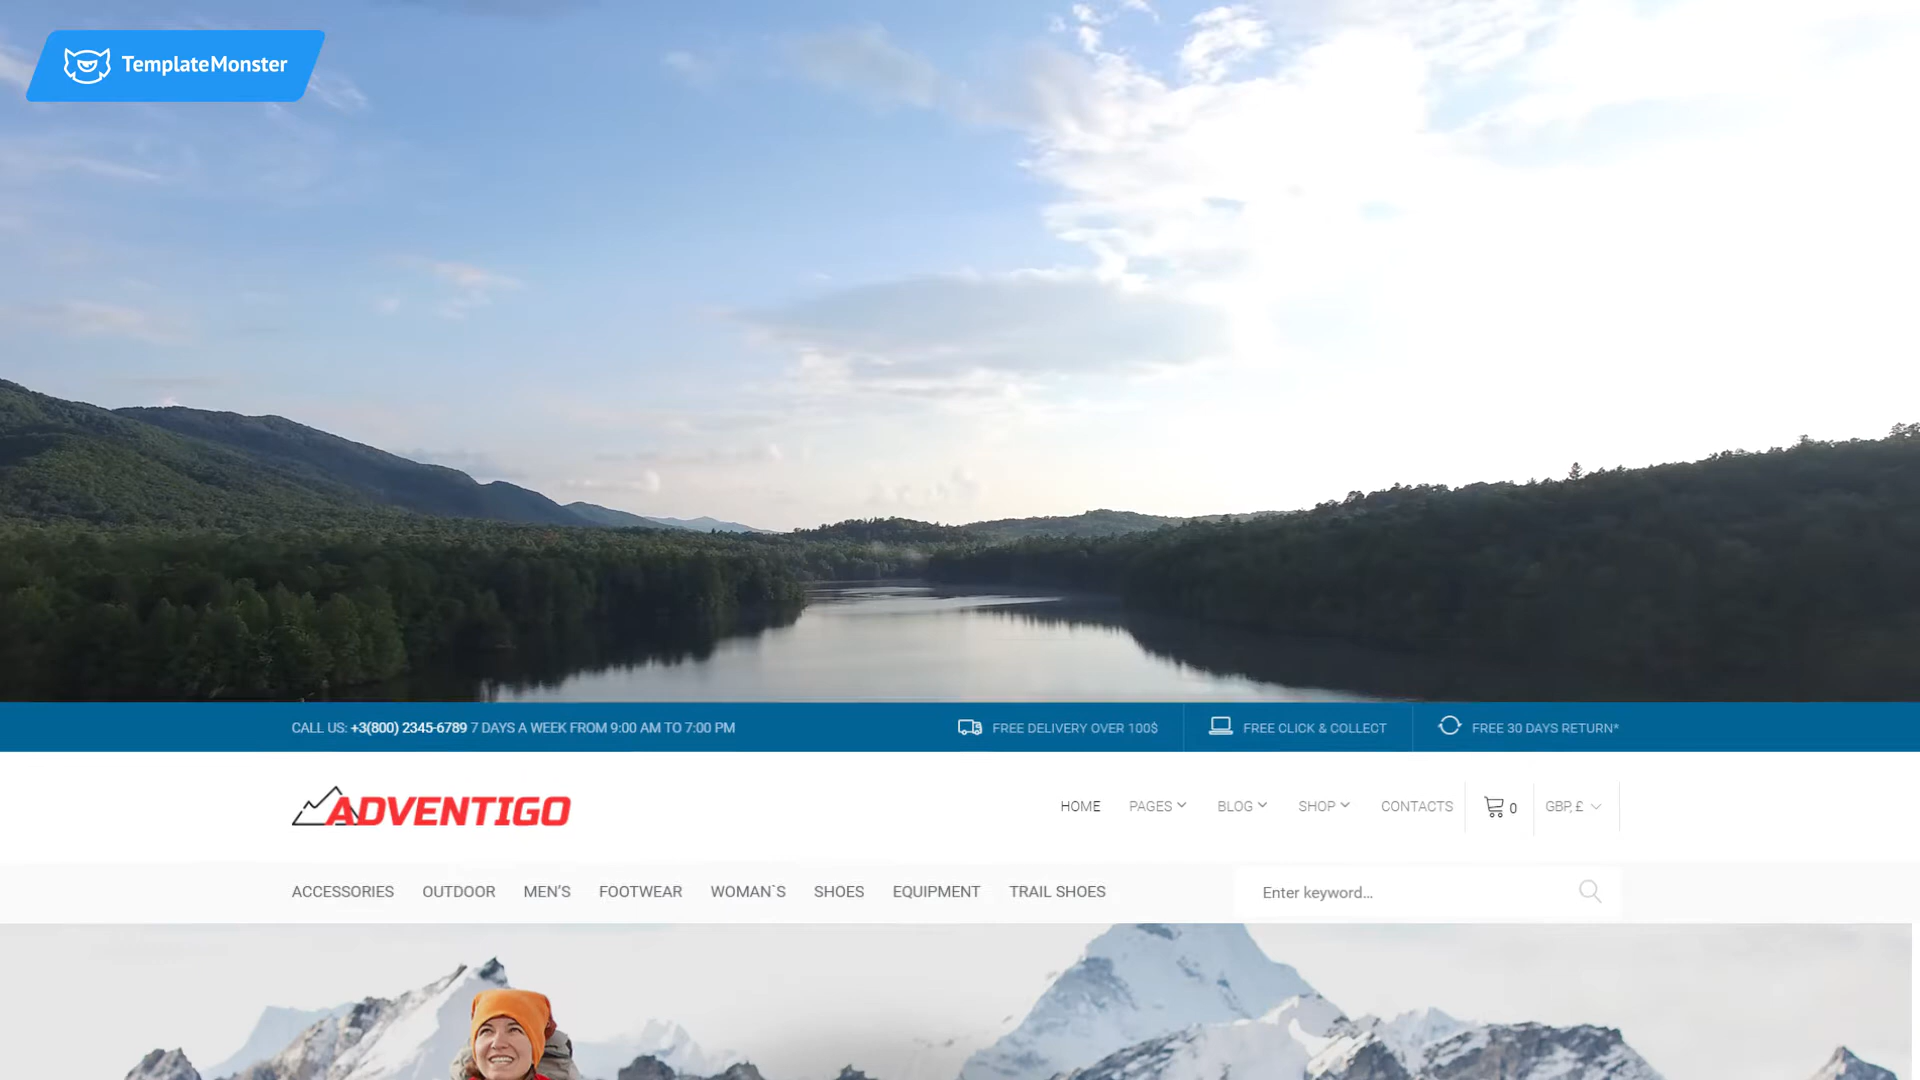 TemplateMonster
CALL US: +3(800) 2345-6789 7 DAYS A WEEK FROM 9:00 AM TO 7:00 PM
FREE DELIVERY OVER 100$
FREE CLICK & COLLECT
FREE 30 DAYS RETURN*
ADVENTIGO
HOME
PAGES
BLOG
SHOP
CONTACTS
0
GBP, £
ACCESSORIES
OUTDOOR
MEN'S
FOOTWEAR
WOMAN`S
SHOES
EQUIPMENT
TRAIL SHOES
Enter keyword...